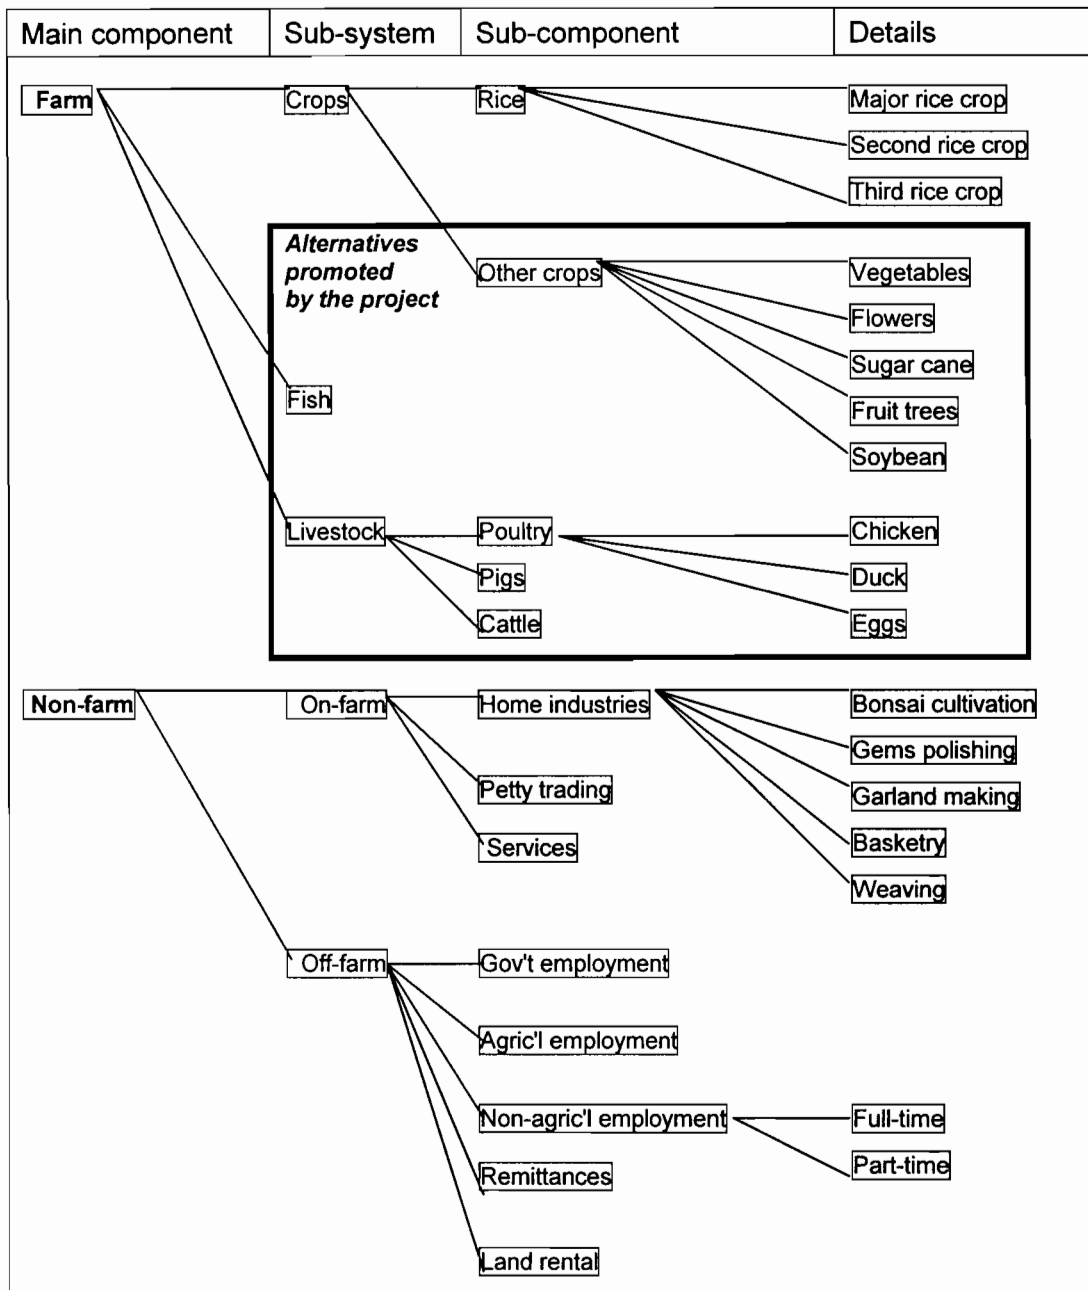 Main component Sub-system Sub-component Details
Farm Crops Rice Major rice crop
Second rice crop
Third rice crop
Alternatives
promoted
by the project
Other crops Vegetables
Flowers
Sugar cane
Fish
Fruit trees
Soybean
Livestock Poultry Chicken
Pigs Duck
Cattle Eggs
Non-farm On-farm Home industries Bonsai cultivation
Gems polishing
Petty trading Garland making
Services Basketry
Weaving
Off-farm Gov't employment
Agric'l employment
Non-agric'l employment Full-time
Remittances Part-time
Land rental